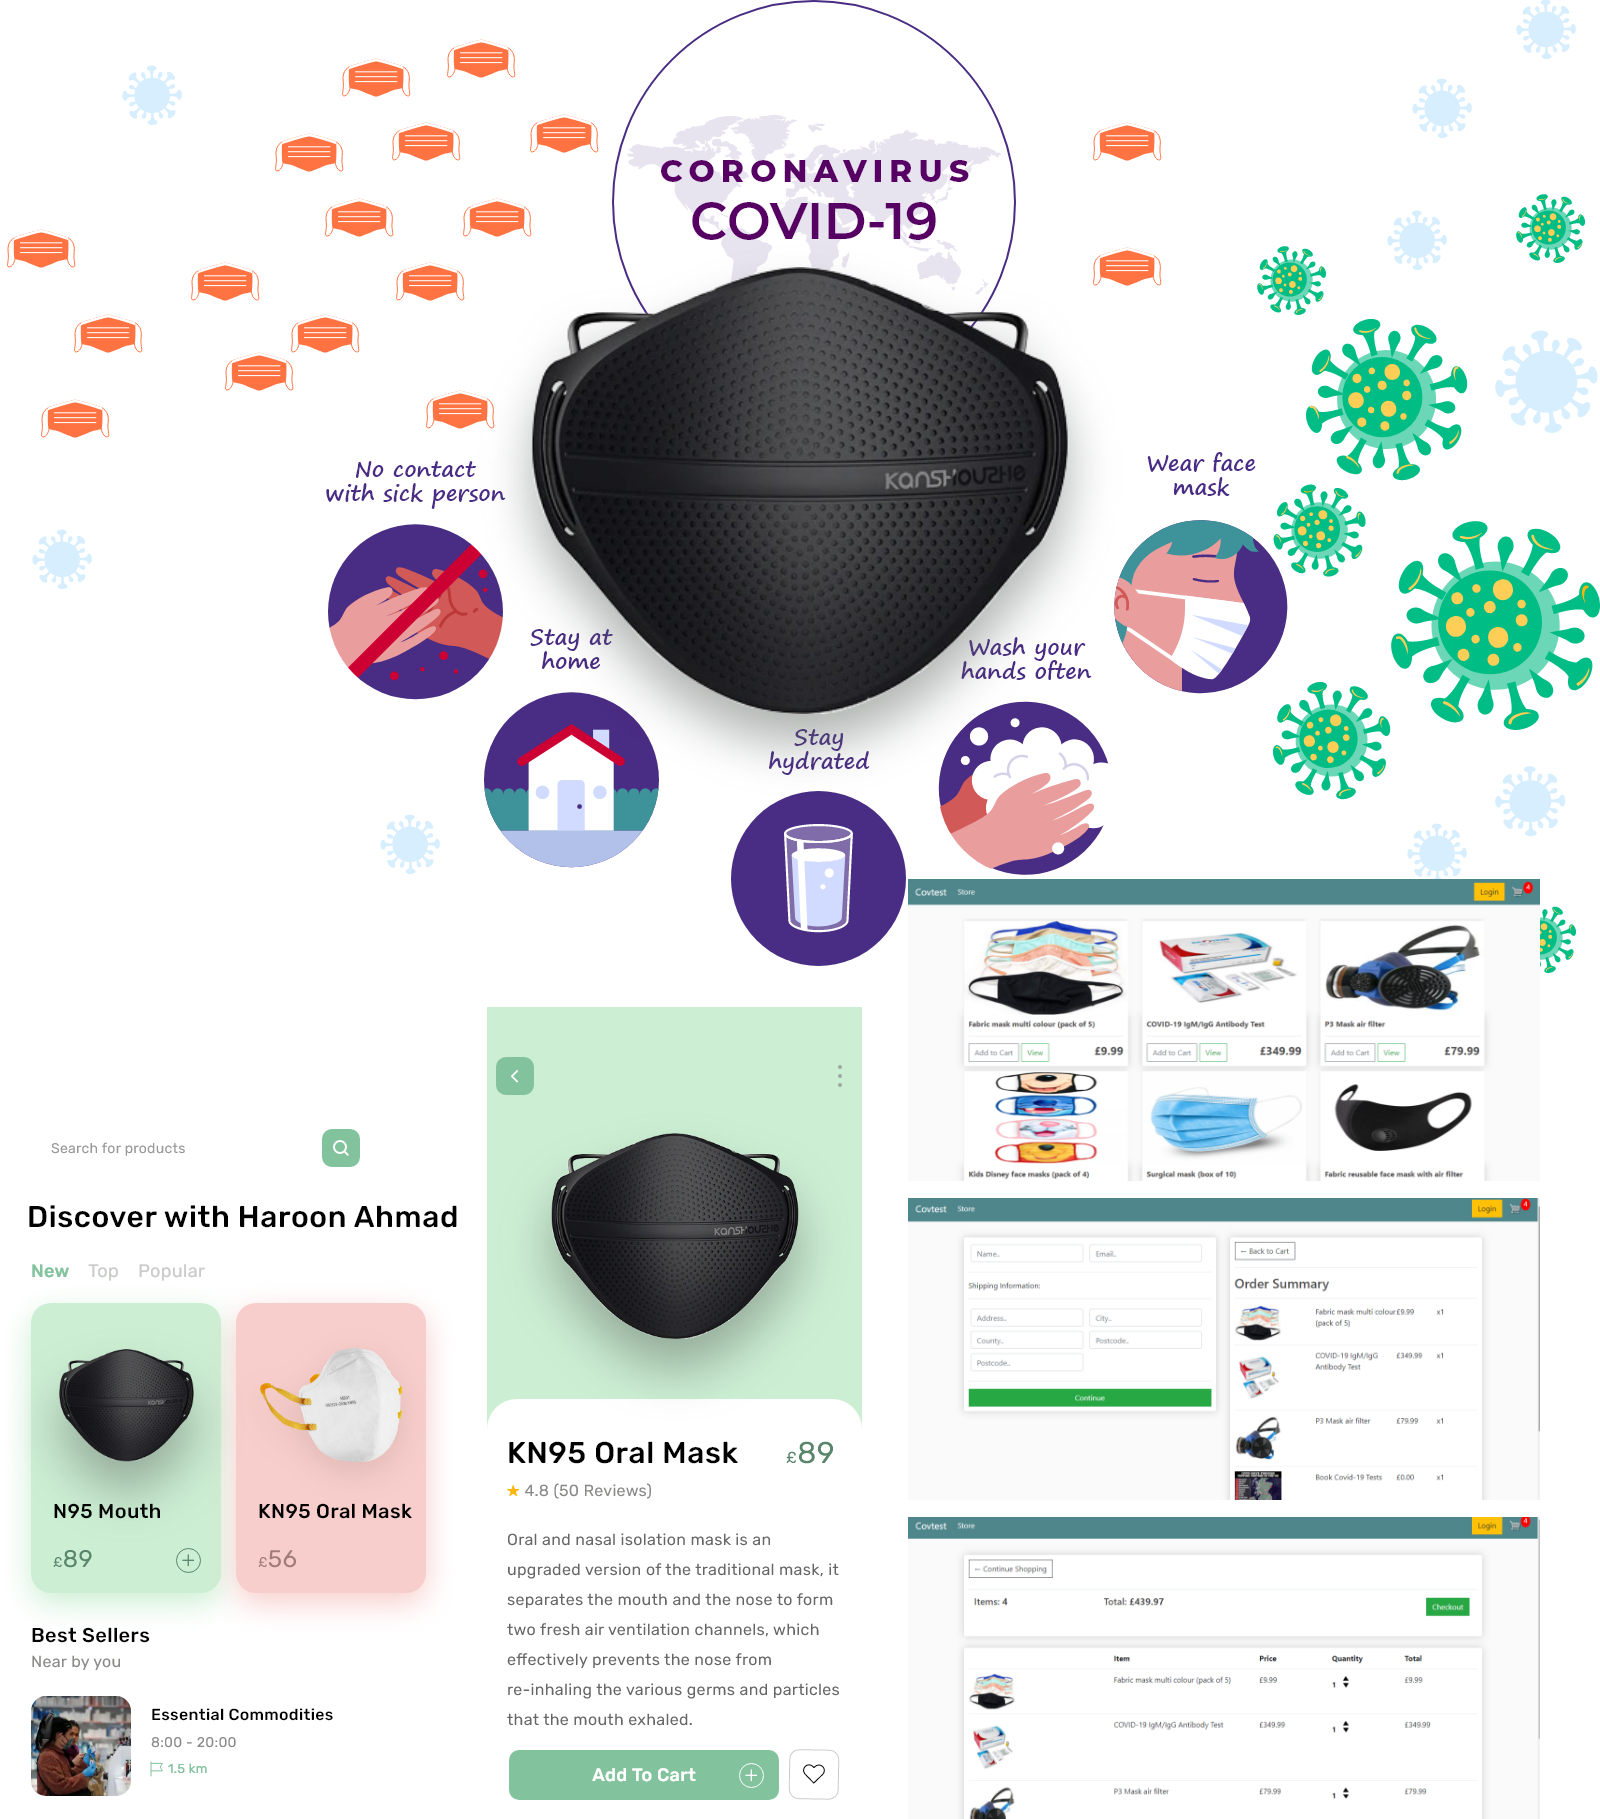 CORONAVIRUS
COVID-19
KANSHOUZHE
No contact
with sick person
Stay at
home
Stay
hydrated
Wash your
hands often
Wear face
mask
Search for products
Discover with Haroon Ahmad
New Top Popular
N95 Mouth
£89
KN95 Oral Mask
£56
Best Sellers
Near by you
Essential Commodities
8:00 - 20:00
1.5 km
KN95 Oral Mask £89
4.8 (50 Reviews)
Oral and nasal isolation mask is an
upgraded version of the traditional mask, it
separates the mouth and the nose to form
two fresh air ventilation channels, which
effectively prevents the nose from
re-inhaling the various germs and particles
that the mouth exhaled.
Add To Cart
Covtest Store Login 4
Fabric mask multi colour (pack of 5)
Add to Cart View £9.99
COVID-19 IgM/IgG Antibody Test
Add to Cart View £349.99
P3 Mask air filter
Add to Cart View £79.99
Kids Disney face masks (pack of 4)
Surgical mask (box of 10)
Fabric reusable face mask with air filter
Covtest Store Login 4
Name..
Email..
Shipping Information:
Address..
City..
County..
Postcode..
Postcode..
Continue
← Back to Cart
Order Summary
Fabric mask multi colour £9.99 x1
(pack of 5)
COVID-19 IgM/IgG £349.99 x1
Antibody Test
P3 Mask air filter £79.99 x1
Book Covid-19 Tests £0.00 x1
Covtest Store Login 4
← Continue Shopping
Items: 4 Total: £439.97 Checkout
Item Price Quantity Total
Fabric mask multi colour (pack of 5) £9.99 1 £9.99
COVID-19 IgM/IgG Antibody Test £349.99 1 £349.99
P3 Mask air filter £79.99 1 £79.99